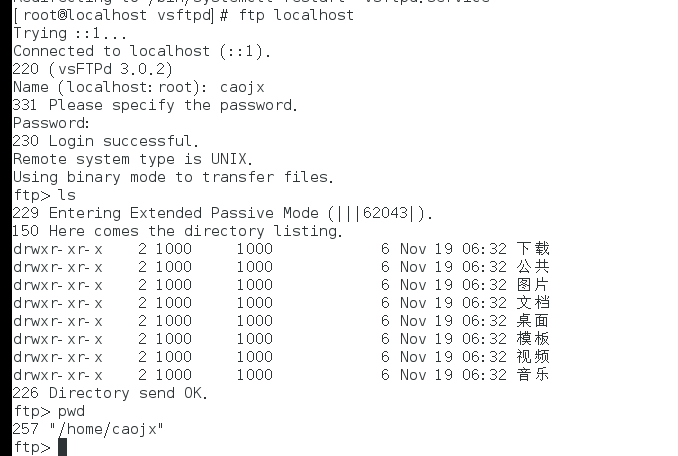 Redirecting to /bin/systemctl restart vsftpd.service
[root@localhost vsftpd]# ftp localhost
Trying ::1...
Connected to localhost (::1).
220 (vsFTPd 3.0.2)
Name (localhost:root): caojx
331 Please specify the password.
Password:
230 Login successful.
Remote system type is UNIX.
Using binary mode to transfer files.
ftp> ls
229 Entering Extended Passive Mode (|||62043|).
150 Here comes the directory listing.
drwxr-xr-x 2 1000 1000 6 Nov 19 06:32 下载
drwxr-xr-x 2 1000 1000 6 Nov 19 06:32 公共
drwxr-xr-x 2 1000 1000 6 Nov 19 06:32 图片
drwxr-xr-x 2 1000 1000 6 Nov 19 06:32 文档
drwxr-xr-x 2 1000 1000 6 Nov 19 06:32 桌面
drwxr-xr-x 2 1000 1000 6 Nov 19 06:32 模板
drwxr-xr-x 2 1000 1000 6 Nov 19 06:32 视频
drwxr-xr-x 2 1000 1000 6 Nov 19 06:32 音乐
226 Directory send OK.
ftp> pwd
257 "/home/caojx"
ftp>